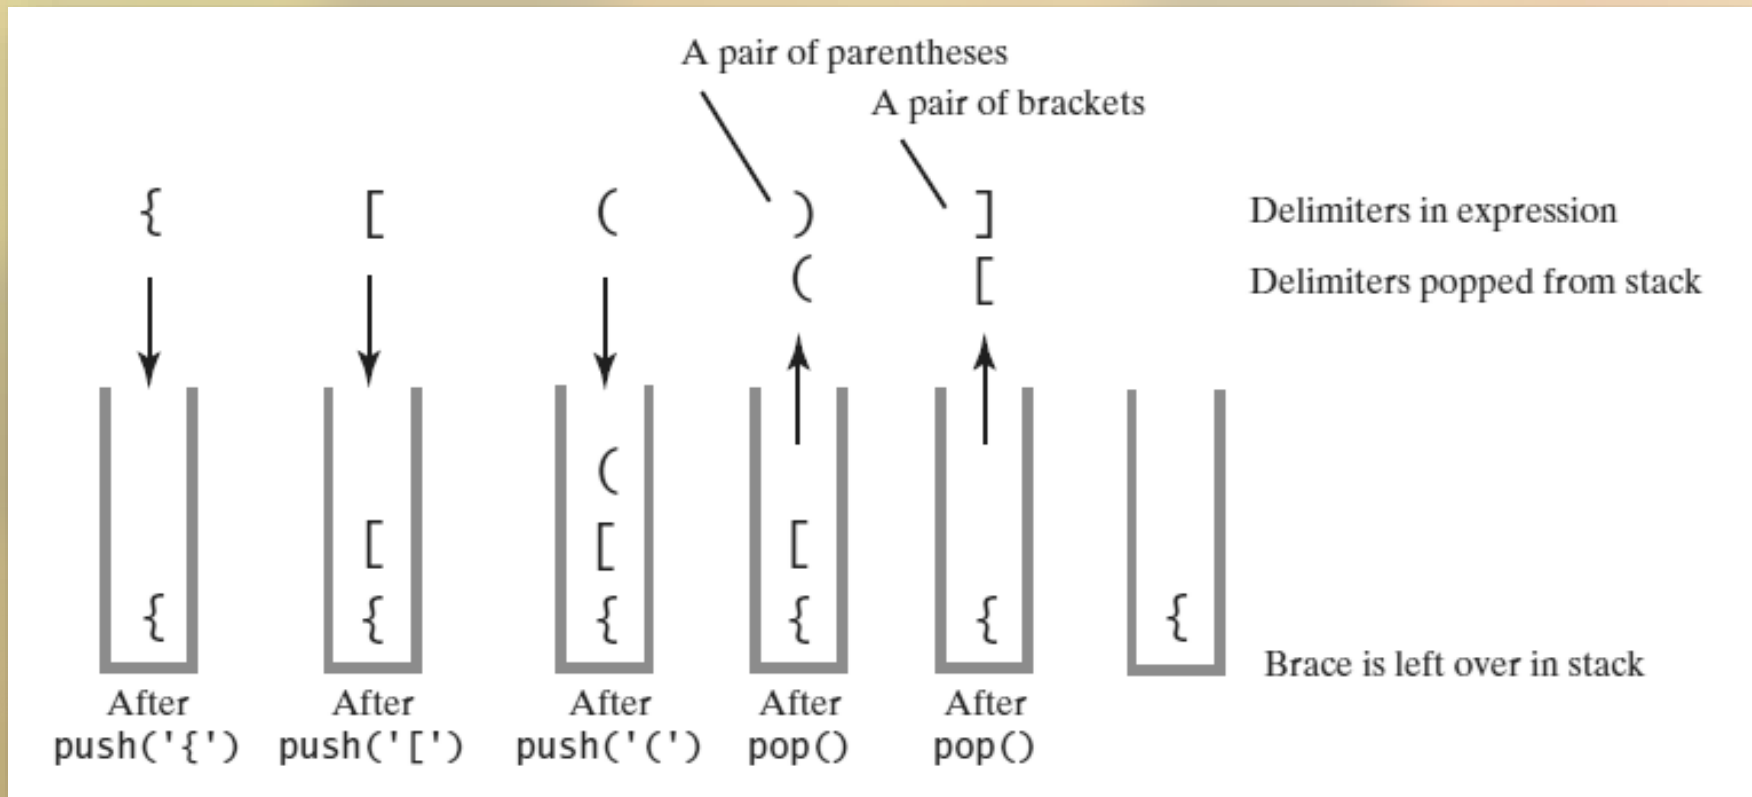 A pair of parentheses
A pair of brackets
{ [ ( ) ] Delimiters in expression
( [ Delimiters popped from stack
(
[ [ [
{ { { { { {
Brace is left over in stack
After After After After After
push('{') push('[') push('(') pop() pop()